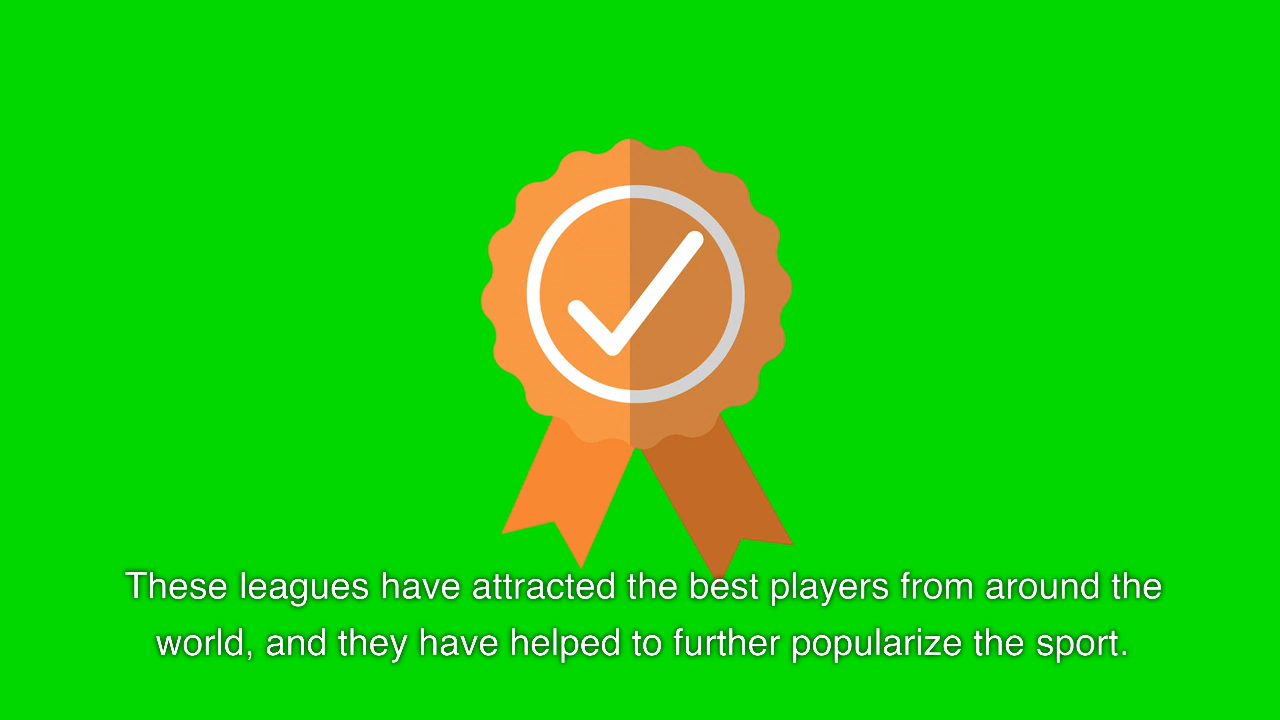 These leagues have attracted the best players from around the
world, and they have helped to further popularize the sport.